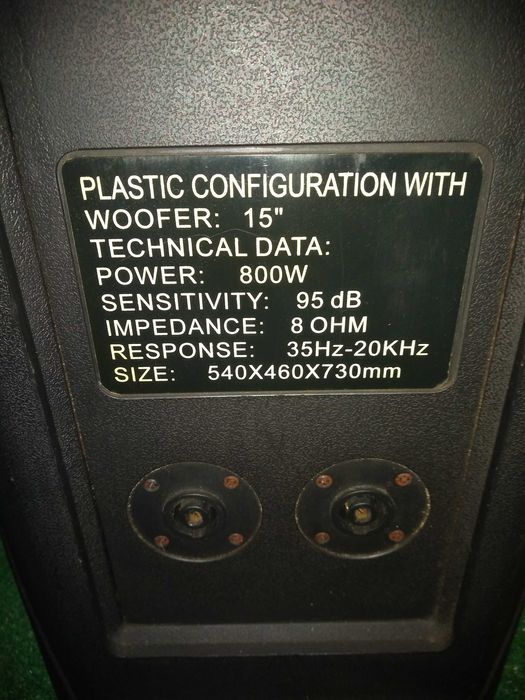 PLASTIC CONFIGURATION WITH
WOOFER: 15"
TECHNICAL DATA:
POWER: 800W
SENSITIVITY: 95 dB
IMPEDANCE: 8 OHM
RESPONSE: 35Hz-20KHz
SIZE: 540X460X730mm